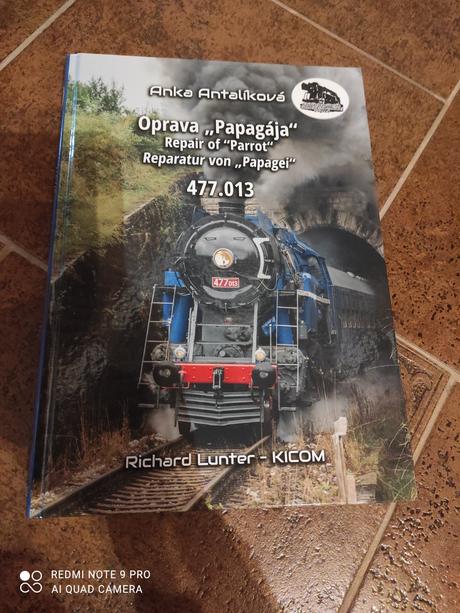 Anka Antalíková
Oprava „Papagája“
Repair of “Parrot“
Reparatur von „Papagei“
477.013
477 013
Richard Lunter - KICOM
REDMI NOTE 9 PRO
AI QUAD CAMERA